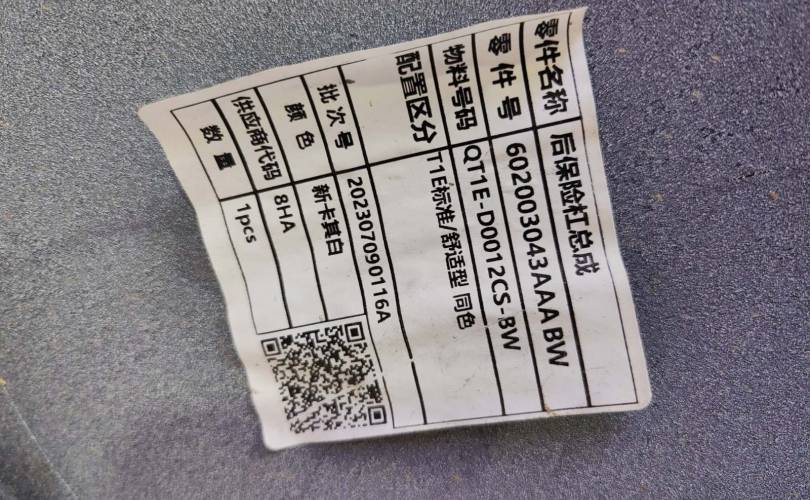 零件名称 后保险杠总成
零件号 602003043AAA BW
物料号码 QT1E-D0012CS-BW
配置区分 T1E标准/舒适型 同色
批次号 202307090116A
颜色 新卡其白
供应商代码 8HA
数量 1pcs